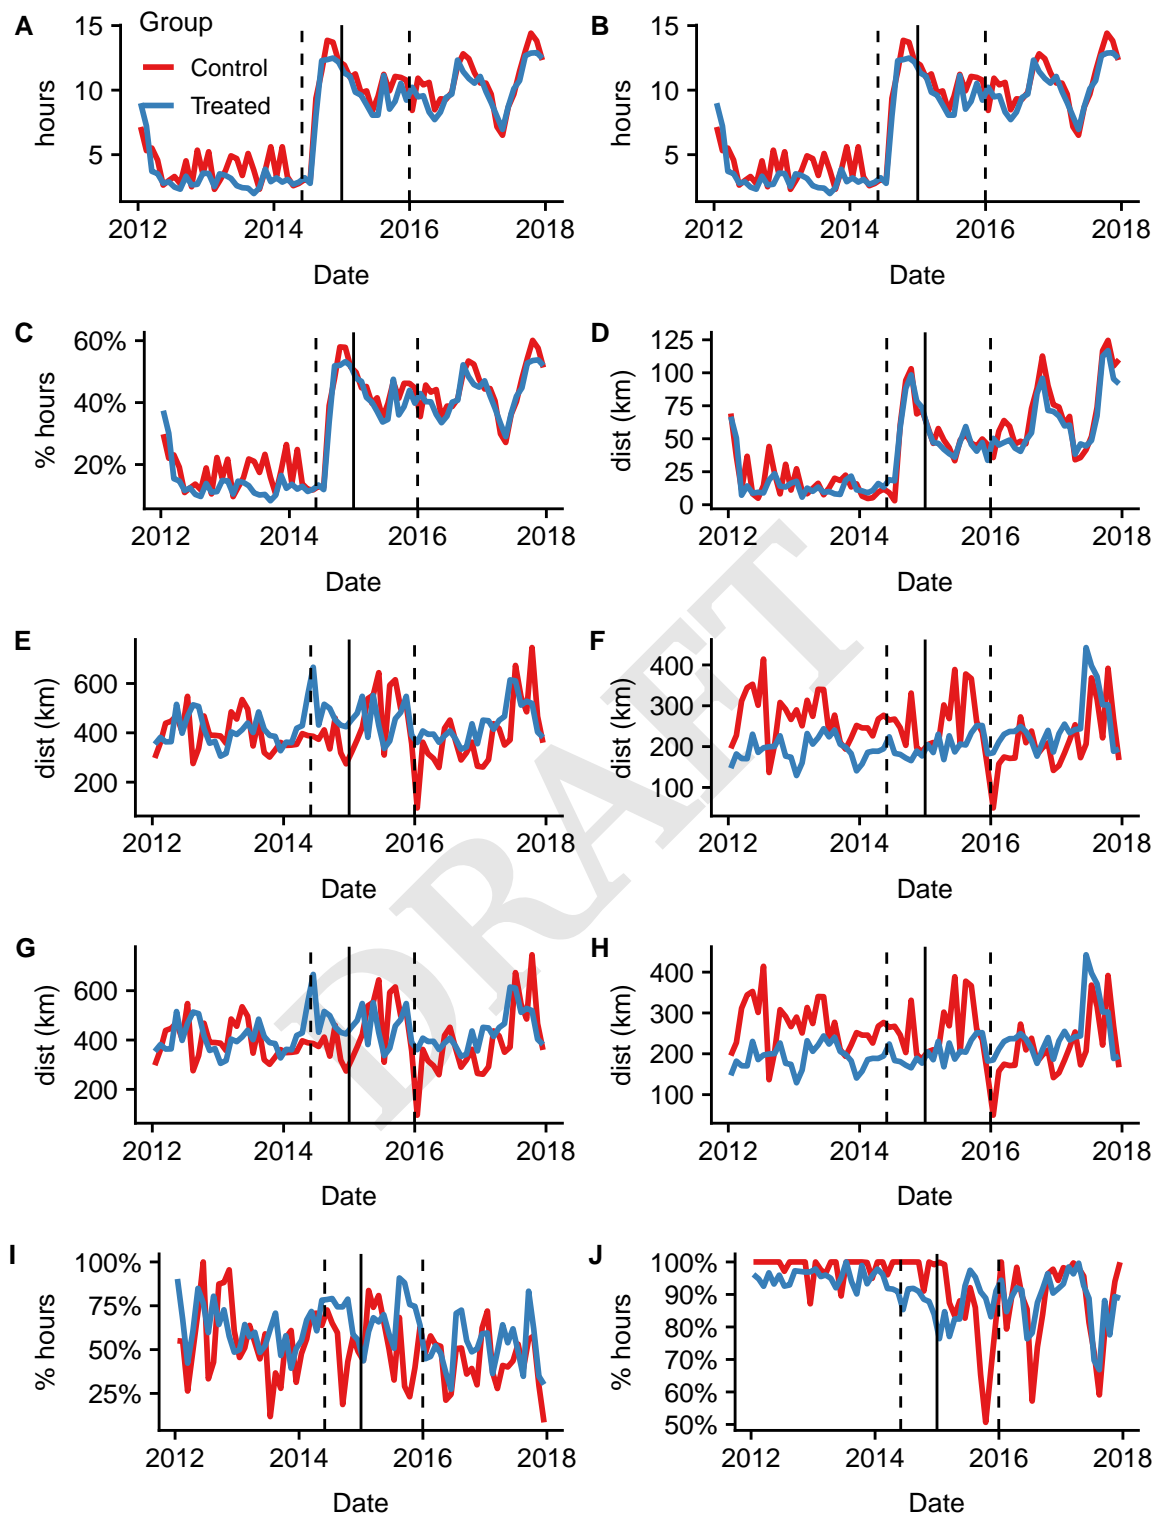 A
Group
Control
Treated
hours
15
10
5
2012 2014 2016 2018
Date
B
hours
15
10
5
2012 2014 2016 2018
Date
C
% hours
60%
40%
20%
2012 2014 2016 2018
Date
D
dist (km)
125
100
75
50
25
0
2012 2014 2016 2018
Date
E
dist (km)
600
400
200
2012 2014 2016 2018
Date
F
dist (km)
400
300
200
100
2012 2014 2016 2018
Date
G
dist (km)
600
400
200
2012 2014 2016 2018
Date
H
dist (km)
400
300
200
100
2012 2014 2016 2018
Date
I
% hours
100%
75%
50%
25%
2012 2014 2016 2018
Date
J
% hours
100%
90%
80%
70%
60%
50%
2012 2014 2016 2018
Date
DRAFT